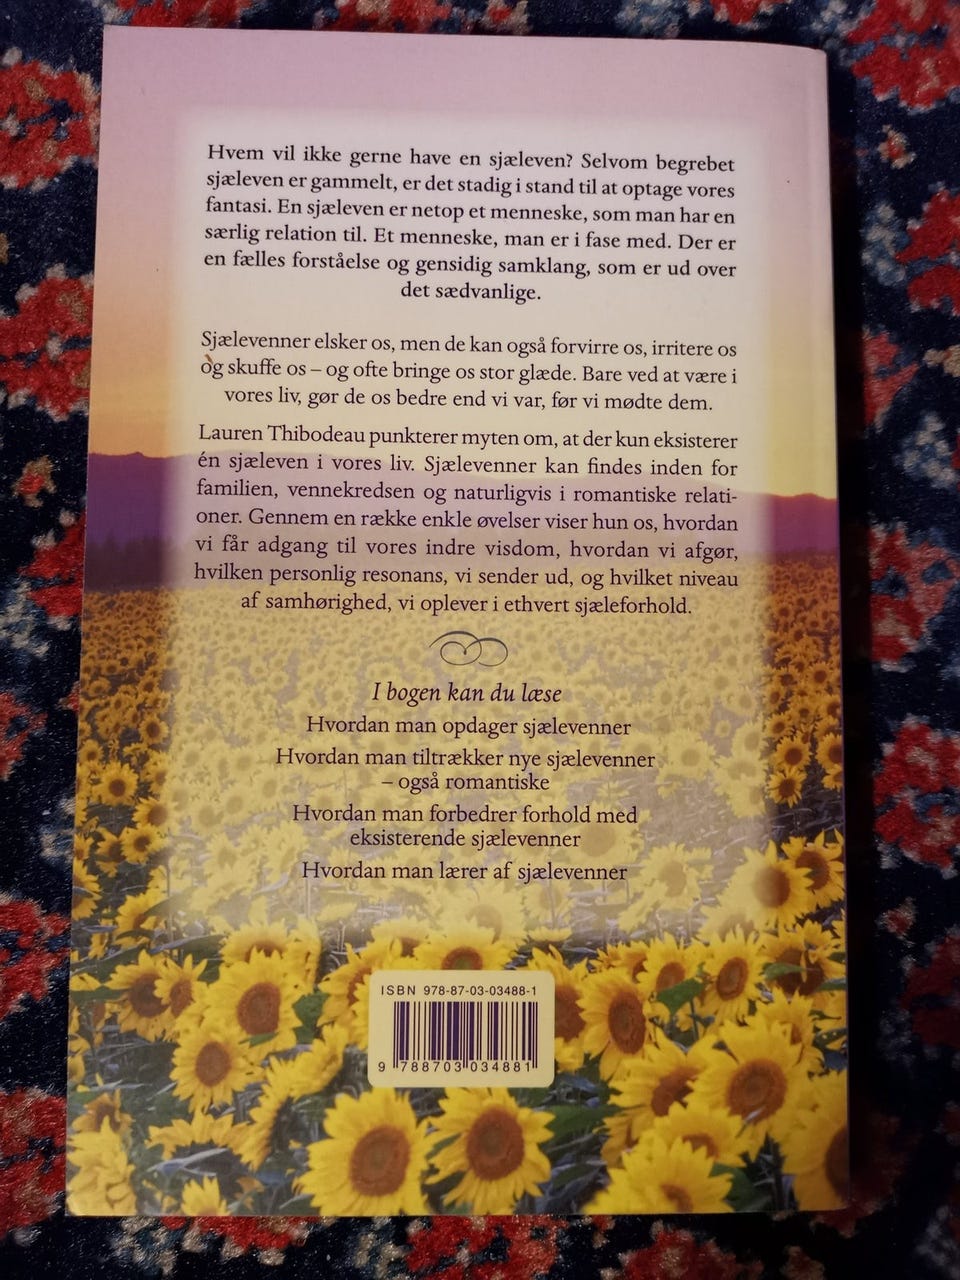 Hvem vil ikke gerne have en sjæleven? Selvom begrebet
sjæleven er gammelt, er det stadig i stand til at optage vores
fantasi. En sjæleven er netop et menneske, som man har en
særlig relation til. Et menneske, man er i fase med. Der er
en fælles forståelse og gensidig samklang, som er ud over
det sædvanlige.
Sjælevenner elsker os, men de kan også forvirre os, irritere os
og skuffe os – og ofte bringe os stor glæde. Bare ved at være i
vores liv, gør de os bedre end vi var, før vi mødte dem.
Lauren Thibodeau punkterer myten om, at der kun eksisterer
én sjæleven i vores liv. Sjælevenner kan findes inden for
familien, vennekredsen og naturligvis i romantiske relati-
oner. Gennem en række enkle øvelser viser hun os, hvordan
vi får adgang til vores indre visdom, hvordan vi afgør,
hvilken personlig resonans, vi sender ud, og hvilket niveau
af samhørighed, vi oplever i ethvert sjæleforhold.
I bogen kan du læse
Hvordan man opdager sjælevenner
Hvordan man tiltrækker nye sjælevenner
– også romantiske
Hvordan man forbedrer forhold med
eksisterende sjælevenner
Hvordan man lærer af sjælevenner
ISBN 978-87-03-03488-1
9 788703 034881